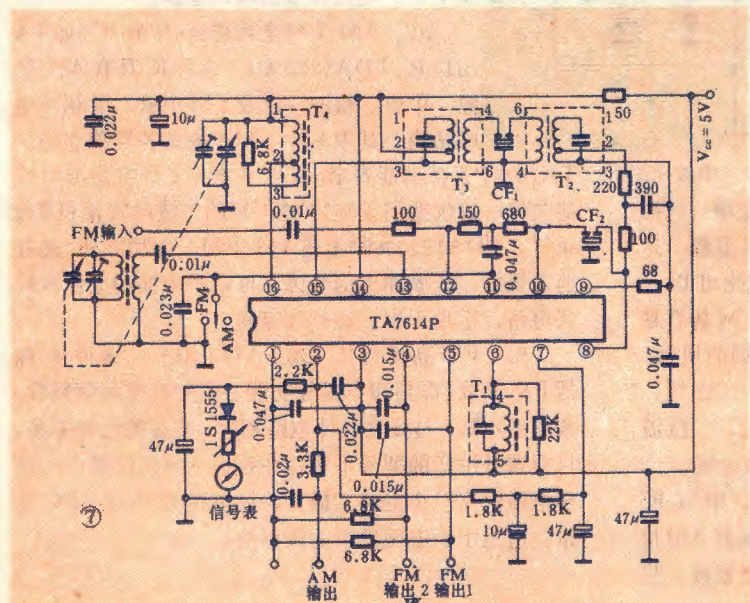 0.022μ
10μ
1
2
3
T₄
6.8K
1
2
3
4
6
T₃
CF₁
6
4
1
2
3
T₂
150
Vcc = 5 V
220
390
100
68
0.047μ
FM输入
0.01μ
0.01μ
0.023μ
FM
AM
100
150
680
0.047μ
CF₂
⑯ ⑮ ⑭ ⑬ ⑫ ⑪ ⑩ ⑨
TA7614P
① ② ③ ④ ⑤ ⑥ ⑦ ⑧
2.2K
1S1555
47μ
信号表
0.047μ
0.02μ
3.3K
0.022μ
0.015μ
0.015μ
T₁
4
22K
6.8K
6.8K
1.8K
1.8K
10μ
47μ
47μ
AM
输出
FM
输出2
FM
输出1
⑦